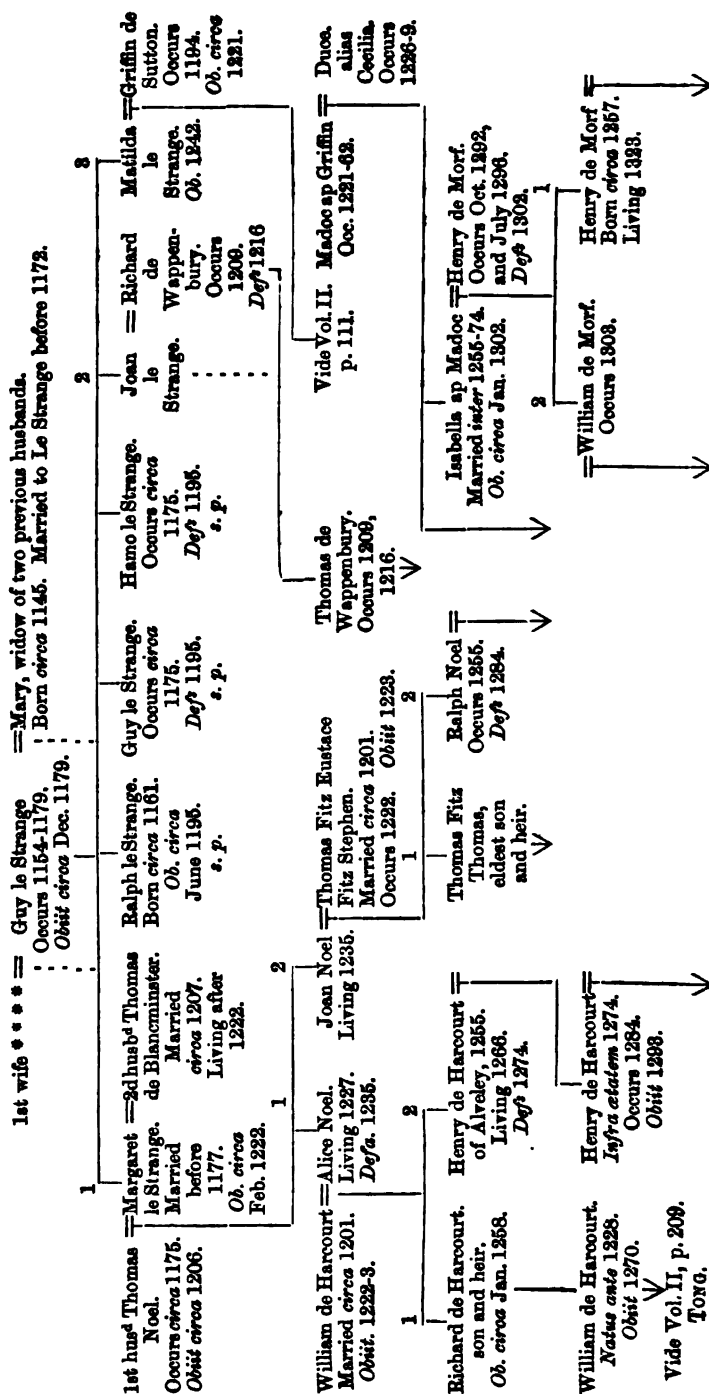 1st wife * * * * == Guy le Strange ==Mary, widow of two previous husbands.
Occurs 1154-1179. Born circa 1145. Married to Le Strange before 1172.
Obiit circa Dec. 1179.
1 2 3
1st husd Thomas
Noel.
Occurs circa 1175.
Obiit circa 1206.
==Margaret
le Strange.
Married
before
1177.
Ob. circa
Feb. 1222.
==2d husbd Thomas
de Blancminster.
Married
circa 1207.
Living after
1222.
Ralph le Strange.
Born circa 1161.
Ob. circa
June 1195.
s. p.
Guy le Strange.
Occurs circa
1175.
Defs 1195.
s. p.
Hamo le Strange.
Occurs circa
1175.
Defs 1195.
s. p.
Joan
le
Strange.
== Richard
de
Wappen-
bury.
Occurs
1209.
Defs 1216
Matilda
le
Strange.
Ob. 1242.
==Griffin de
Sutton.
Occurs
1194.
Ob. circa
1221.
1 2
William de Harcourt
Married circa 1201.
Obiit. 1222-3.
==Alice Noel.
Living 1227.
Defa. 1235.
Joan Noel
Living 1235.
==Thomas Fitz Eustace
Fitz Stephen.
Married circa 1201.
Occurs 1222. Obiit 1223.
Thomas de
Wappenbury.
Occurs 1209,
1216.
Vide Vol. II.
p. 111.
Madoc ap Griffin
Occ. 1221-62.
== Duce.
alias
Cecilia.
Occurs
1226-9.
1 2
Richard de Harcourt.
son and heir.
Ob. circa Jan. 1258.
Henry de Harcourt
of Alveley, 1255.
Living 1266.
Defs 1274.
1 2
Thomas Fitz
Thomas,
eldest son
and heir.
Ralph Noel
Occurs 1255.
Defs 1284.
Isabella ap Madoc
Married inter 1255-74.
Ob. circa Jan. 1302.
==Henry de Morf.
Occurs Oct. 1292,
and July 1296.
Defs 1302.
William de Harcourt.
Natus ante 1228.
Obiit 1270.
Vide Vol. II, p. 209.
TONG.
Henry de Harcourt
Infra ætatem 1274.
Occurs 1284.
Obiit 1293.
2 1
==William de Morf.
Occurs 1303.
Henry de Morf =
Born circa 1257.
Living 1323.